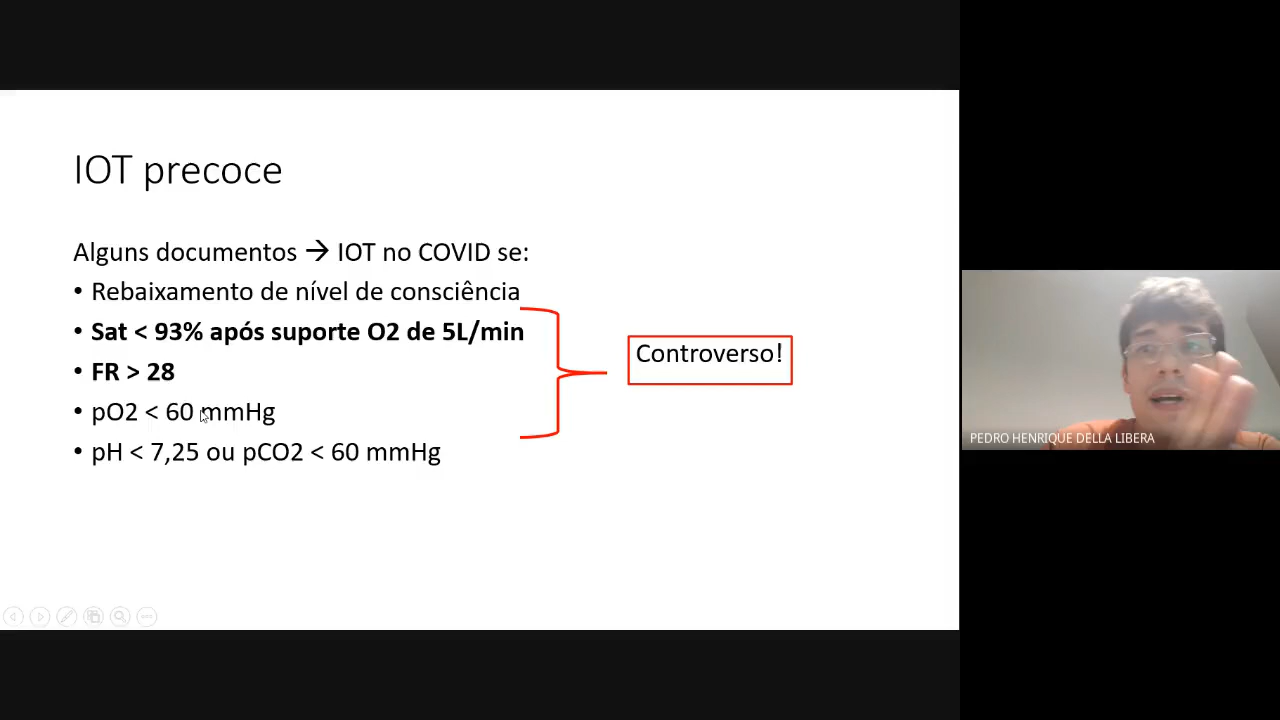 IOT precoce
Alguns documentos → IOT no COVID se:
• Rebaixamento de nível de consciência
• Sat < 93% após suporte O2 de 5L/min
• FR > 28
• pO2 < 60 mmHg
• pH < 7,25 ou pCO2 < 60 mmHg
Controverso!
PEDRO HENRIQUE DELLA LIBERA